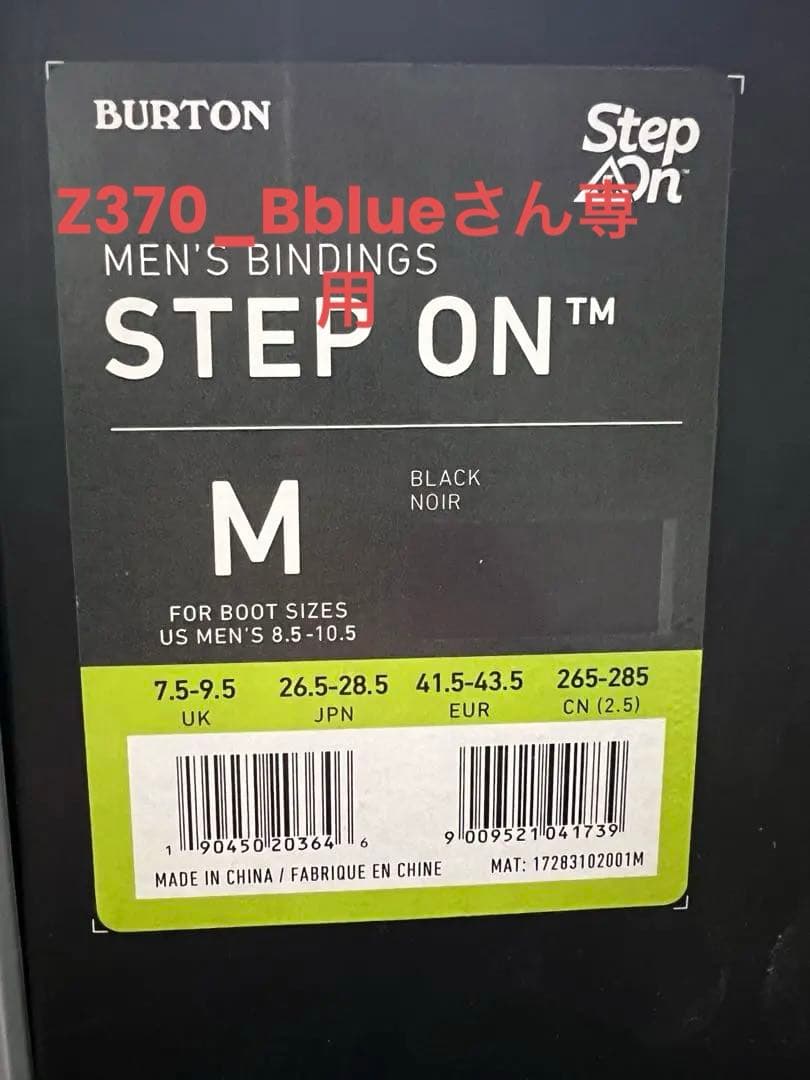 BURTON
Step
On™
Z370_Bblueさん専
用
MEN'S BINDINGS
STEP ON™
M
BLACK
NOIR
FOR BOOT SIZES
US MEN'S 8.5-10.5
7.5-9.5 26.5-28.5 41.5-43.5 265-285
UK JPN EUR CN (2.5)
1 90450 20364 6
9 009521 041739
MADE IN CHINA / FABRIQUE EN CHINE
MAT: 17283102001M